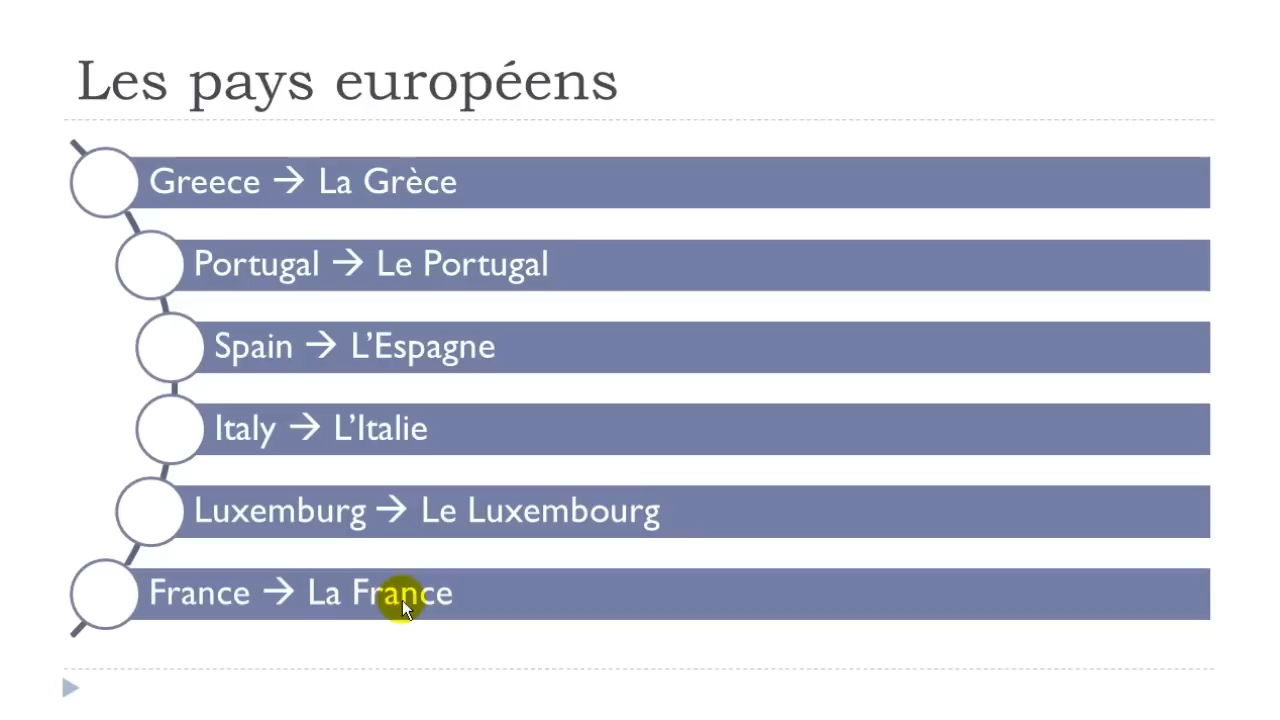 Les pays européens
Greece → La Grèce
Portugal → Le Portugal
Spain → L’Espagne
Italy → L’Italie
Luxemburg → Le Luxembourg
France → La France